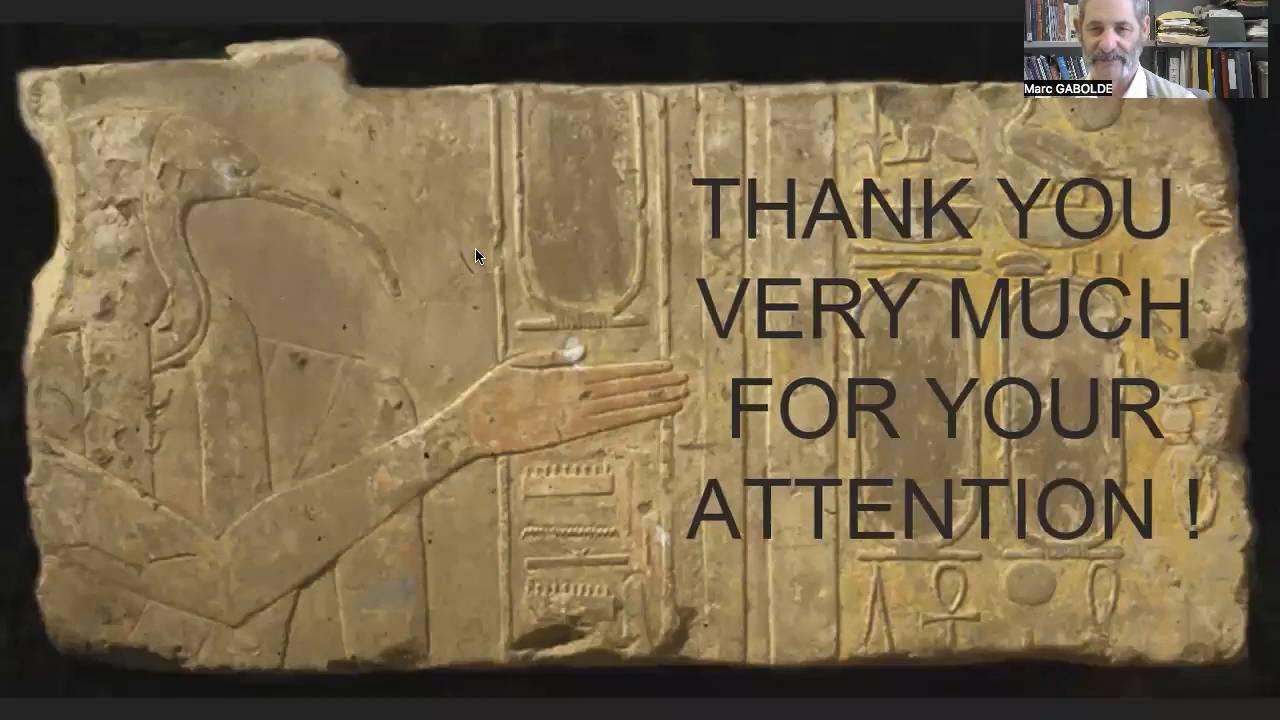 Marc GABOLDE
THANK YOU
VERY MUCH
FOR YOUR
ATTENTION !